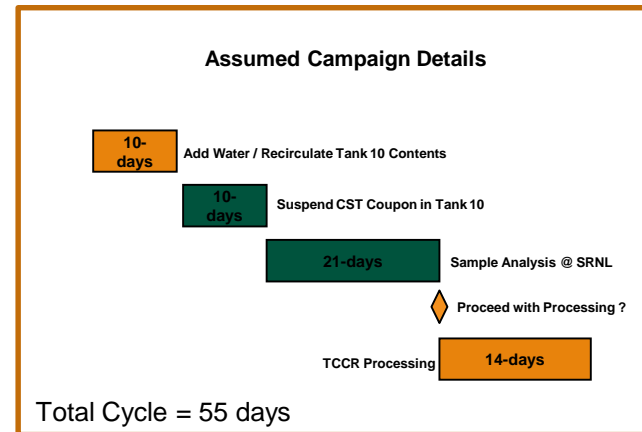 Assumed Campaign Details
10-
days
Add Water / Recirculate Tank 10 Contents
10-
days
Suspend CST Coupon in Tank 10
21-days
Sample Analysis @ SRNL
Proceed with Processing ?
TCCR Processing
14-days
Total Cycle = 55 days